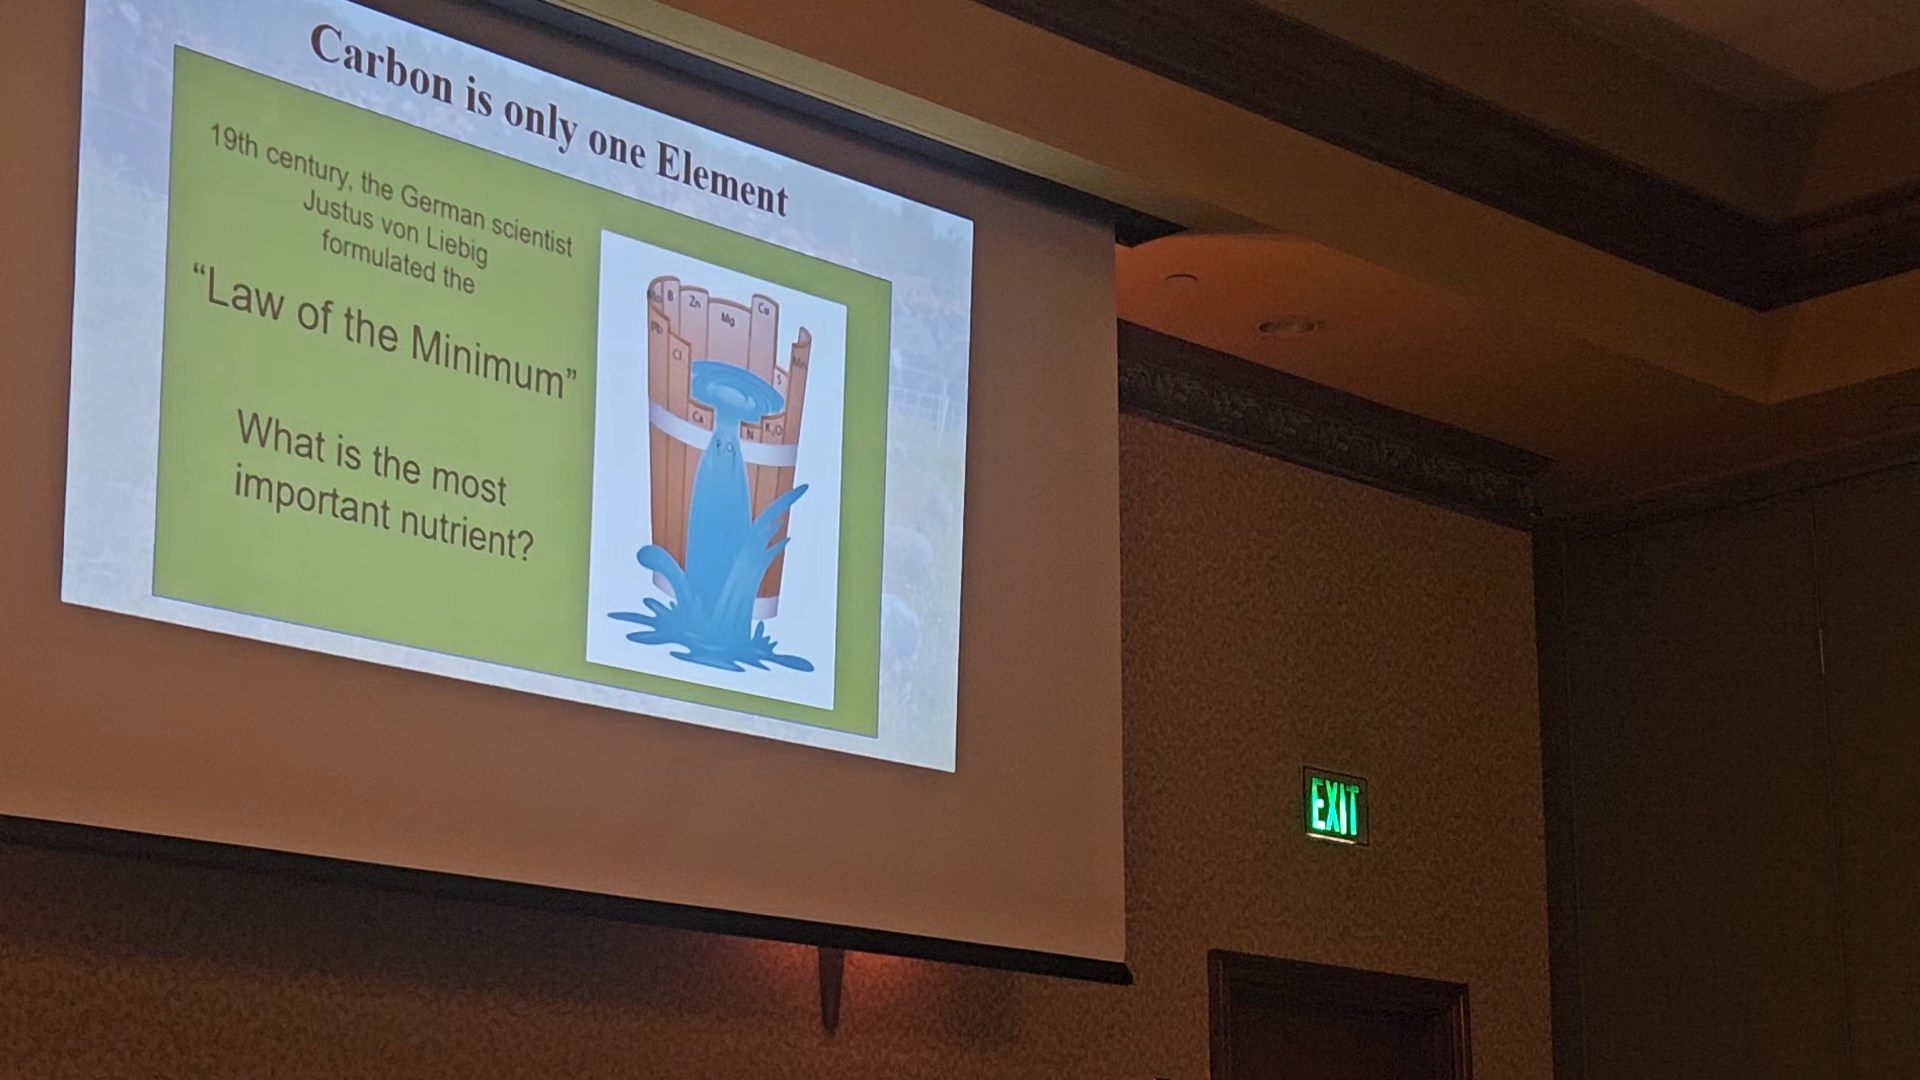 Carbon is only one Element
19th century, the German scientist
Justus von Liebig
formulated the
“Law of the Minimum”
What is the most
important nutrient?
B
Zn
Mg
Cu
Pb
Cl
S
Mn
Ca
N
K₂O
EXIT